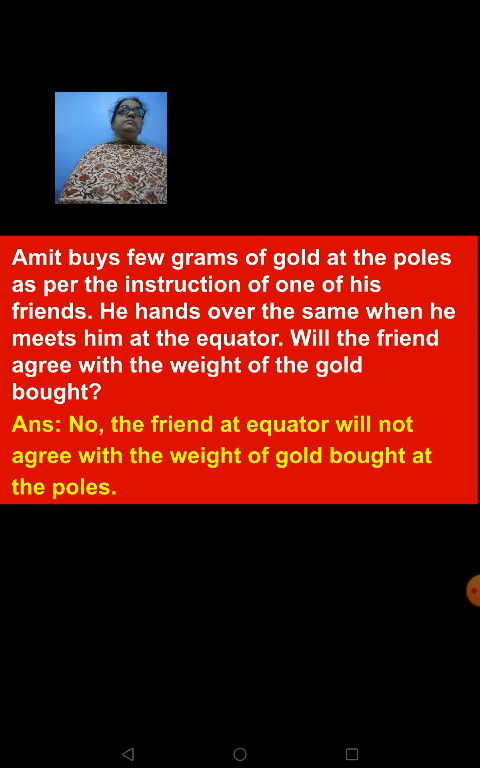 Amit buys few grams of gold at the poles
as per the instruction of one of his
friends. He hands over the same when he
meets him at the equator. Will the friend
agree with the weight of the gold
bought?
Ans: No, the friend at equator will not
agree with the weight of gold bought at
the poles.